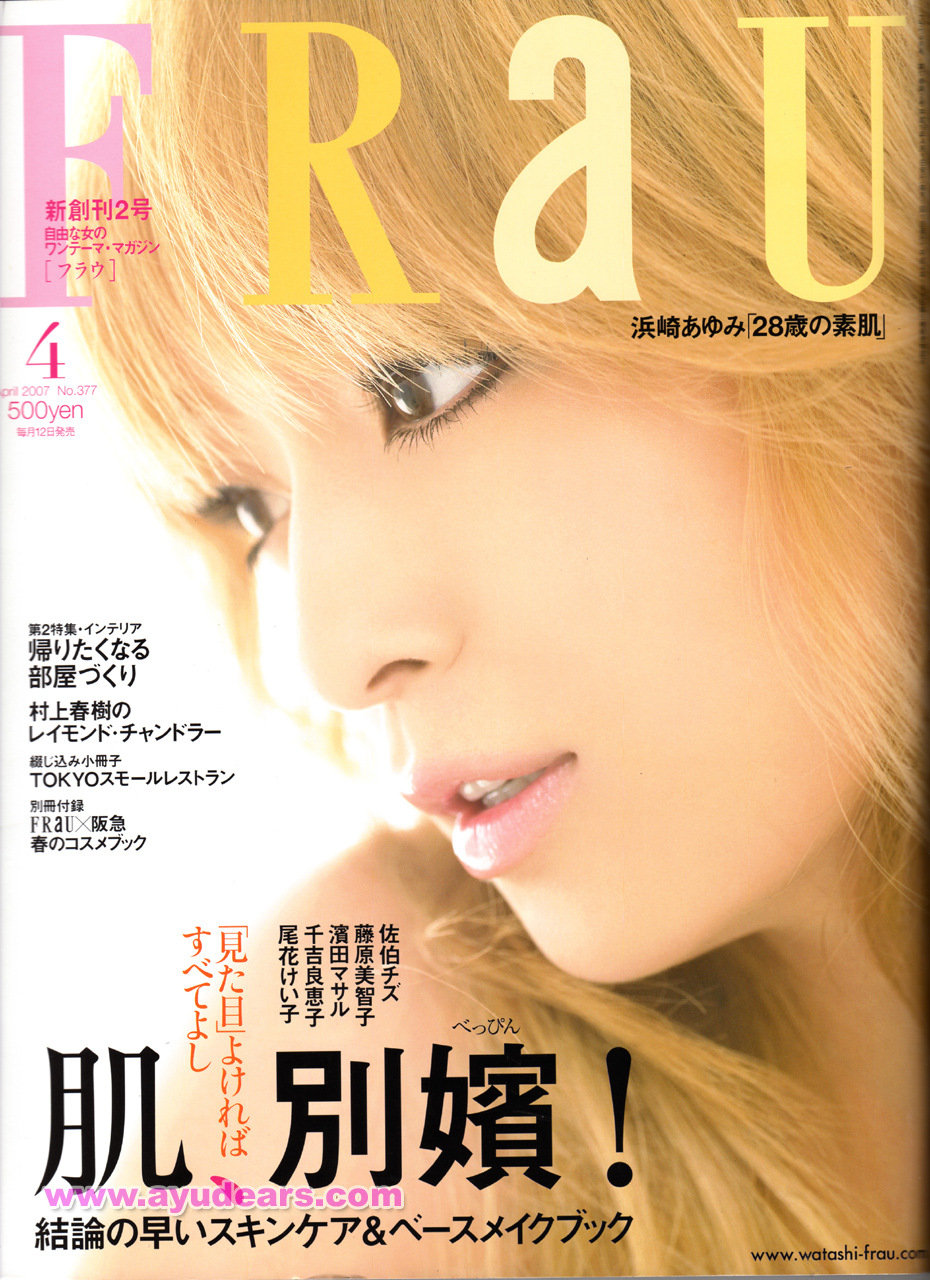 FRaU
新創刊2号
自由な女の
ワンテーマ・マガジン
[フラウ]
4
April 2007 No.377
500yen
毎月12日発売
浜崎あゆみ「28歳の素肌」
第2特集・インテリア
帰りたくなる
部屋づくり
村上春樹の
レイモンド・チャンドラー
綴じ込み小冊子
TOKYOスモールレストラン
別冊付録
FRaU×阪急
春のコスメブック
佐伯チズ
藤原美智子
濱田マサル
千吉良恵子
尾花けい子
「見た目」よければ
すべてよし
べっぴん
肌 別嬪!
www.ayudears.com
結論の早いスキンケア&ベースメイクブック
www.watashi-frau.com